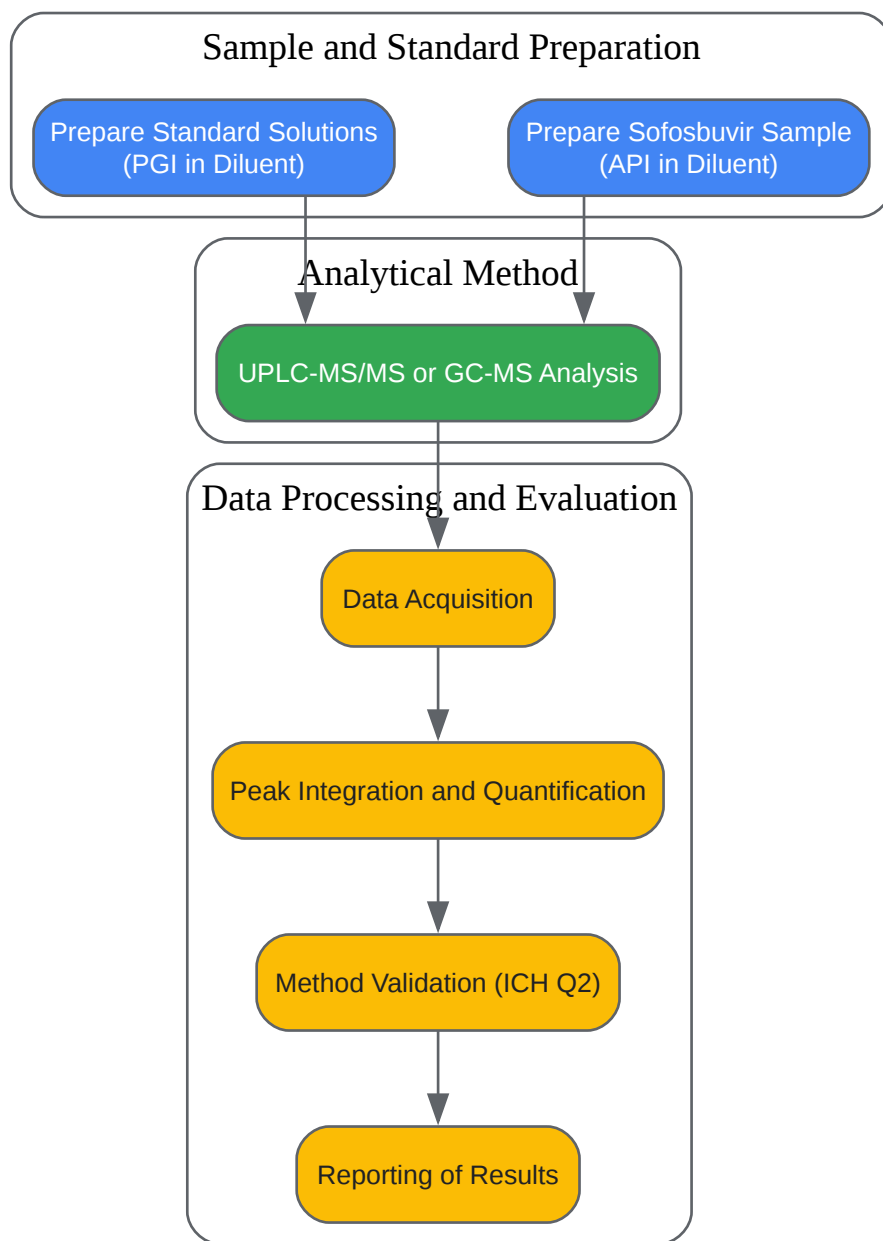 Sample and Standard Preparation
Prepare Standard Solutions
(PGI in Diluent)
Prepare Sofosbuvir Sample
(API in Diluent)
Analytical Method
UPLC-MS/MS or GC-MS Analysis
Data Processing and Evaluation
Data Acquisition
Peak Integration and Quantification
Method Validation (ICH Q2)
Reporting of Results